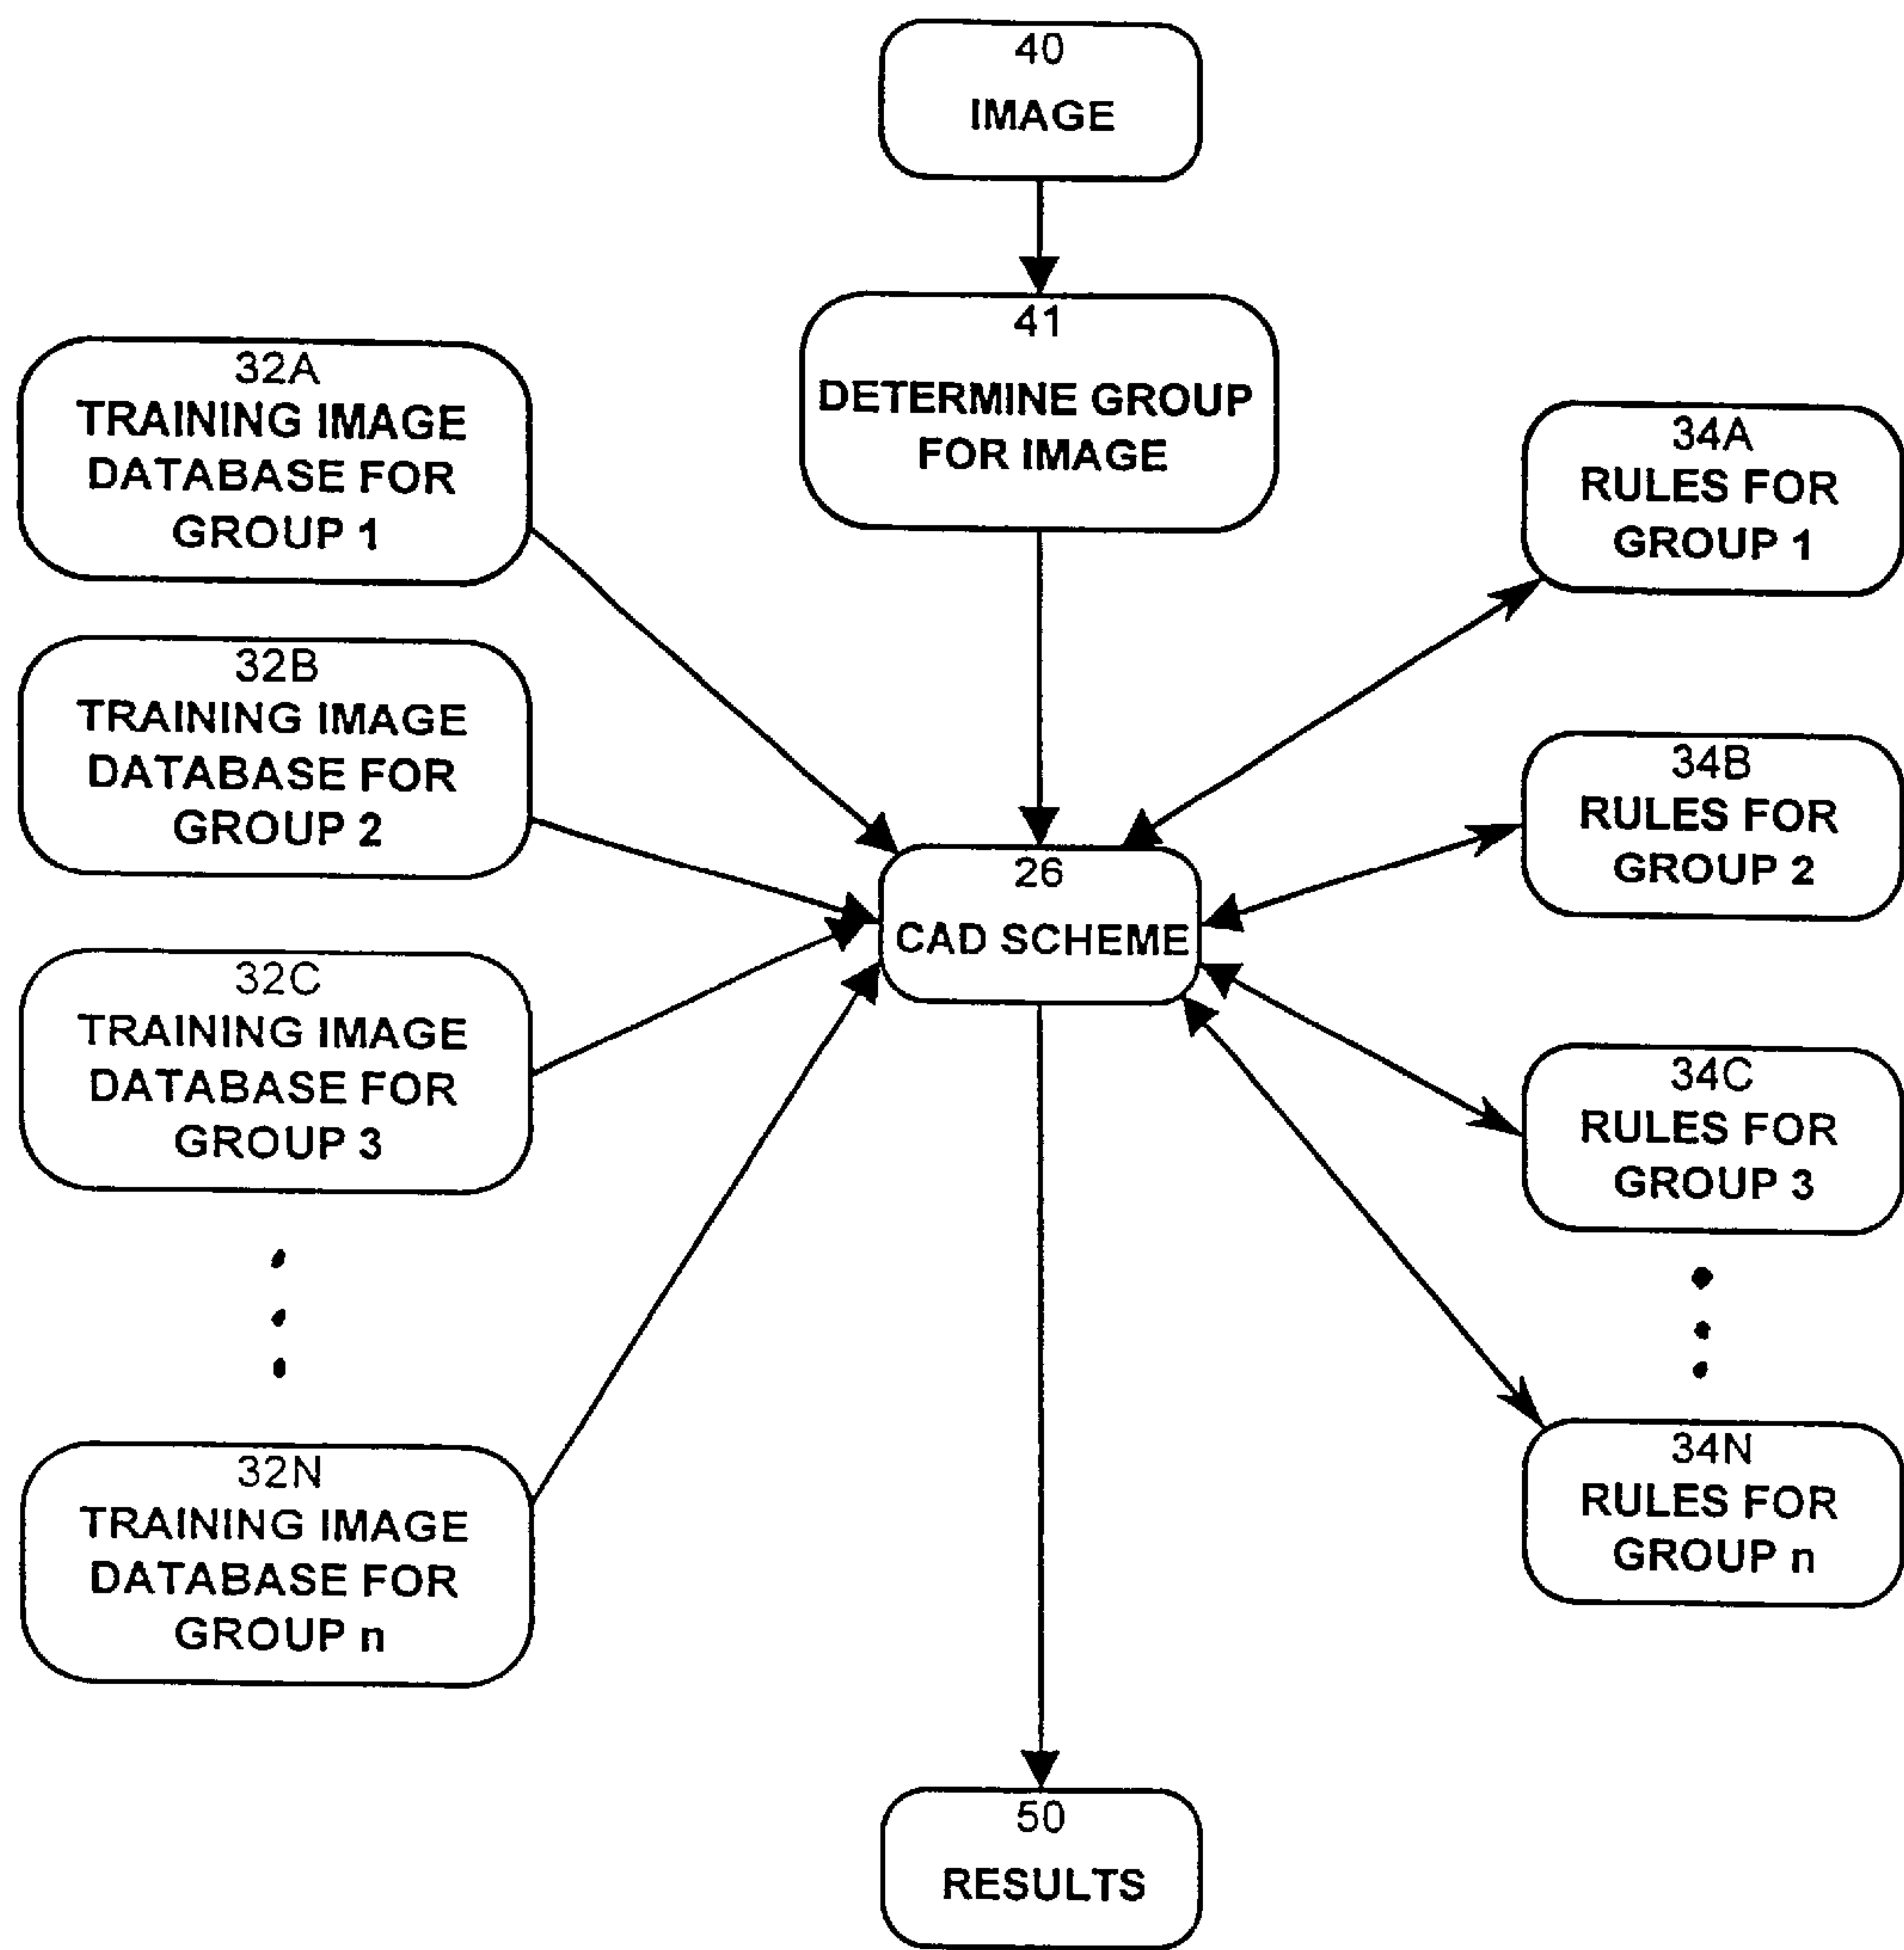 40
IMAGE
41
DETERMINE GROUP
FOR IMAGE
32A
TRAINING IMAGE
DATABASE FOR
GROUP 1
32B
TRAINING IMAGE
DATABASE FOR
GROUP 2
32C
TRAINING IMAGE
DATABASE FOR
GROUP 3
32N
TRAINING IMAGE
DATABASE FOR
GROUP n
26
CAD SCHEME
34A
RULES FOR
GROUP 1
34B
RULES FOR
GROUP 2
34C
RULES FOR
GROUP 3
34N
RULES FOR
GROUP n
50
RESULTS